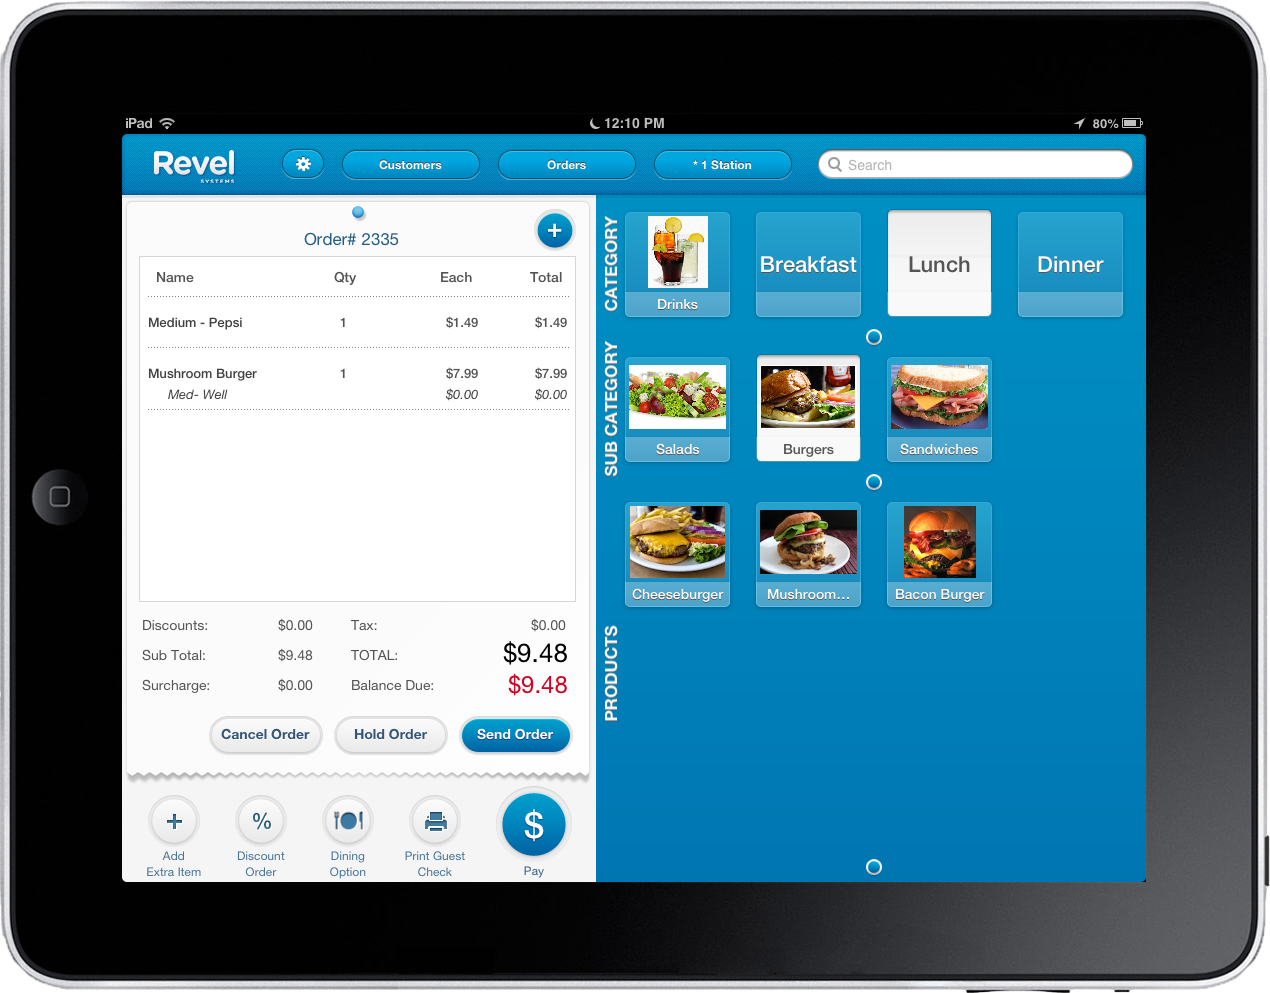 iPad 12:10 PM 80%
Revel
SYSTEMS
Customers Orders * 1 Station Search
Order# 2335
+
Name Qty Each Total
Medium - Pepsi 1 $1.49 $1.49
Mushroom Burger 1 $7.99 $7.99
Med- Well $0.00 $0.00
Discounts: $0.00 Tax: $0.00
Sub Total: $9.48 TOTAL: $9.48
Surcharge: $0.00 Balance Due: $9.48
Cancel Order Hold Order Send Order
+ % $
Add
Extra Item
Discount
Order
Dining
Option
Print Guest
Check
Pay
CATEGORY
Drinks Breakfast Lunch Dinner
SUB CATEGORY
Salads Burgers Sandwiches
PRODUCTS
Cheeseburger Mushroom... Bacon Burger